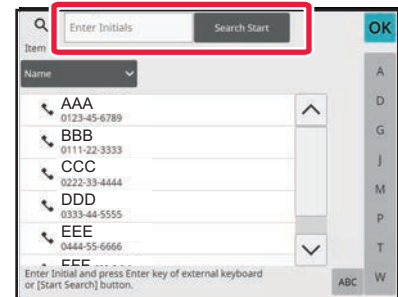 Enter Initials
Search Start
OK
Item
Name
AAA
0123-45-6789
BBB
0111-22-3333
CCC
0222-33-4444
DDD
0333-44-5555
EEE
0444-55-6666
A
D
G
J
M
P
T
W
Enter Initial and press Enter key of external keyboard
or [Start Search] button.
ABC